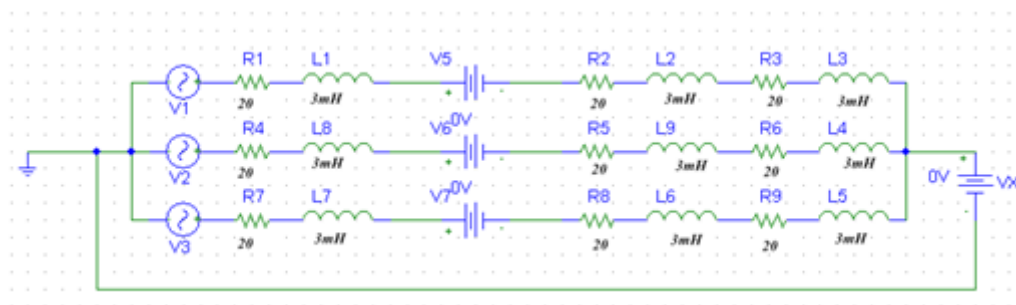 R1 L1 V5 R2 L2 R3 L3
V1 20 3mH + - 20 3mH 20 3mH
R4 L8 V6 0V R5 L9 R6 L4
V2 20 3mH + - 20 3mH 20 3mH + 0V VX -
R7 L7 V7 0V R8 L6 R9 L5
V3 20 3mH + - 20 3mH 20 3mH